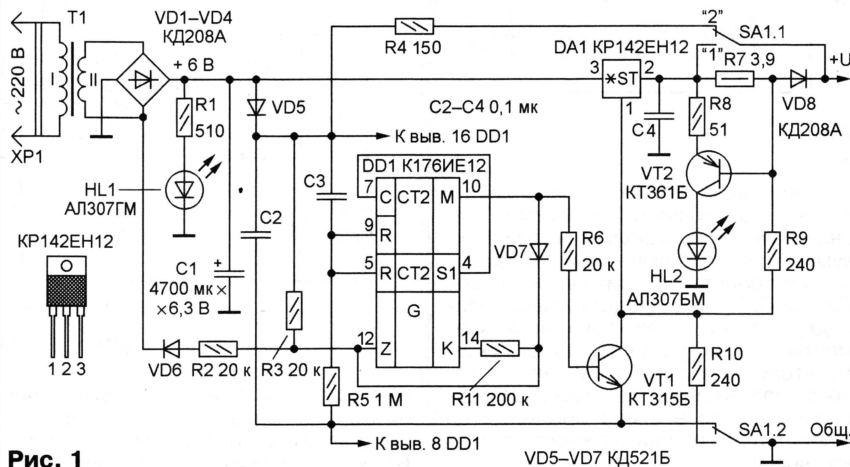 T1
VD1–VD4
КД208А
~220 В
I
II
ХР1
+ 6 В
R1
510
HL1
АЛ307ГМ
КР142ЕН12
1 2 3
C1
4700 мк ×
×6,3 В
+
VD5
C2
C3
К выв. 16 DD1
R4 150
C2–C4 0,1 мк
DD1 К176ИЕ12
7
C
CT2
M
10
9
R
5
R
CT2
S1
4
G
12
Z
K
14
VD6
R2 20 к
R3 20 к
R5 1 М
R11 200 к
VD7
R6
20 к
К выв. 8 DD1
DA1 КР142ЕН12
3
✶ST
2
1
C4
"2"
SA1.1
"1"
R7 3,9
+U
VD8
КД208А
R8
51
VT2
КТ361Б
HL2
АЛ307БМ
R9
240
VT1
КТ315Б
R10
240
SA1.2
Общ.
VD5–VD7 КД521Б
Рис. 1